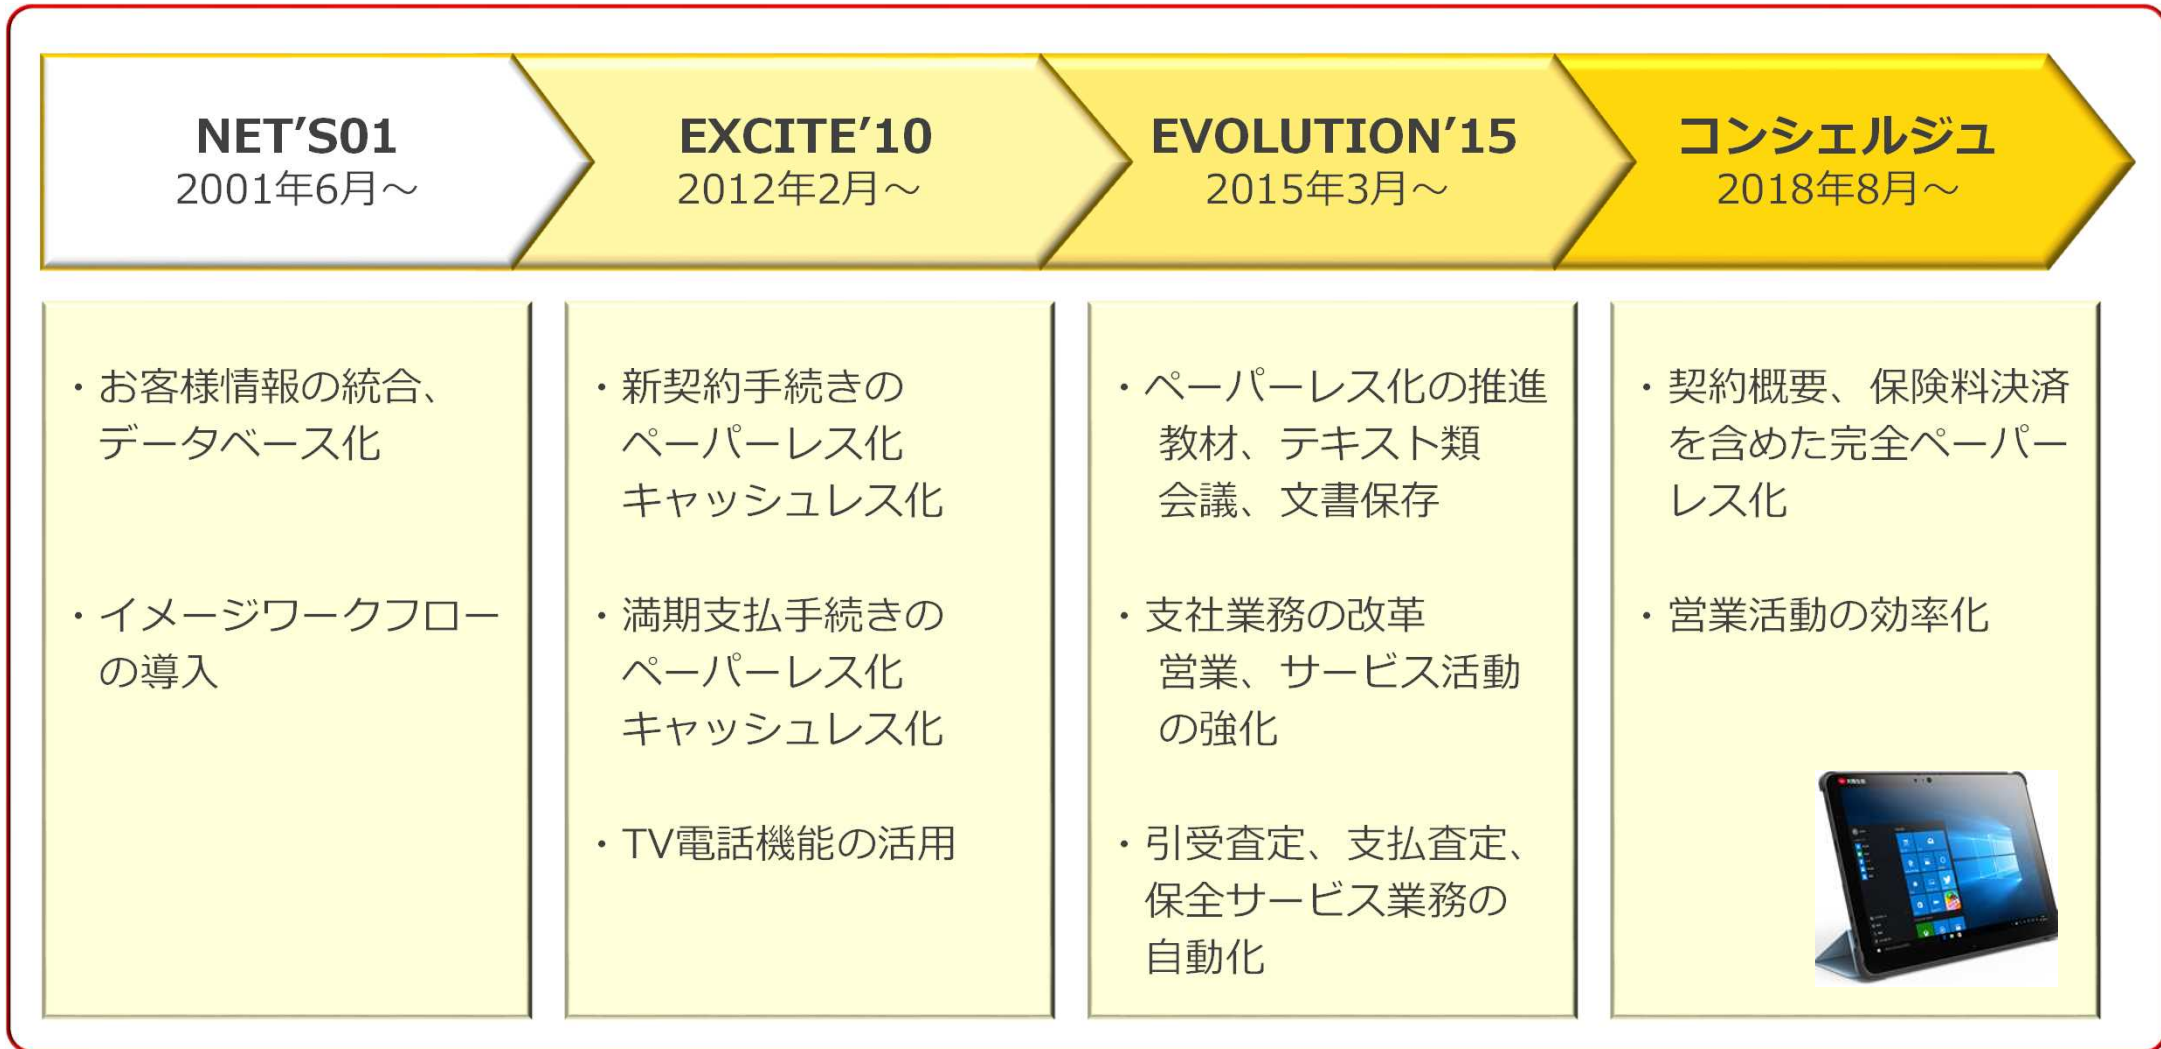 NET’S01
2001年6月～
EXCITE’10
2012年2月～
EVOLUTION’15
2015年3月～
コンシェルジュ
2018年8月～
・お客様情報の統合、
データベース化
・イメージワークフロー
の導入
・新契約手続きの
ペーパーレス化
キャッシュレス化
・満期支払手続きの
ペーパーレス化
キャッシュレス化
・TV電話機能の活用
・ペーパーレス化の推進
教材、テキスト類
会議、文書保存
・支社業務の改革
営業、サービス活動
の強化
・引受査定、支払査定、
保全サービス業務の
自動化
・契約概要、保険料決済
を含めた完全ペーパー
レス化
・営業活動の効率化